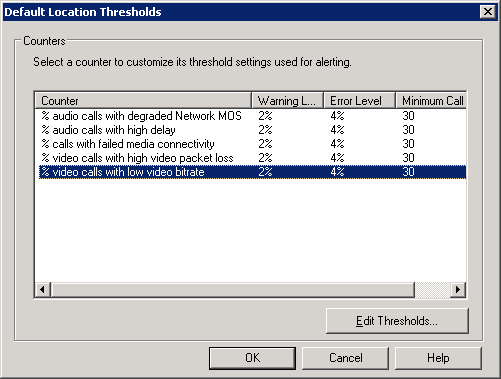 Default Location Thresholds
Counters
Select a counter to customize its threshold settings used for alerting.
Counter Warning L... Error Level Minimum Call
% audio calls with degraded Network MOS 2% 4% 30
% audio calls with high delay 2% 4% 30
% calls with failed media connectivity 2% 4% 30
% video calls with high video packet loss 2% 4% 30
% video calls with low video bitrate 2% 4% 30
Edit Thresholds...
OK Cancel Help